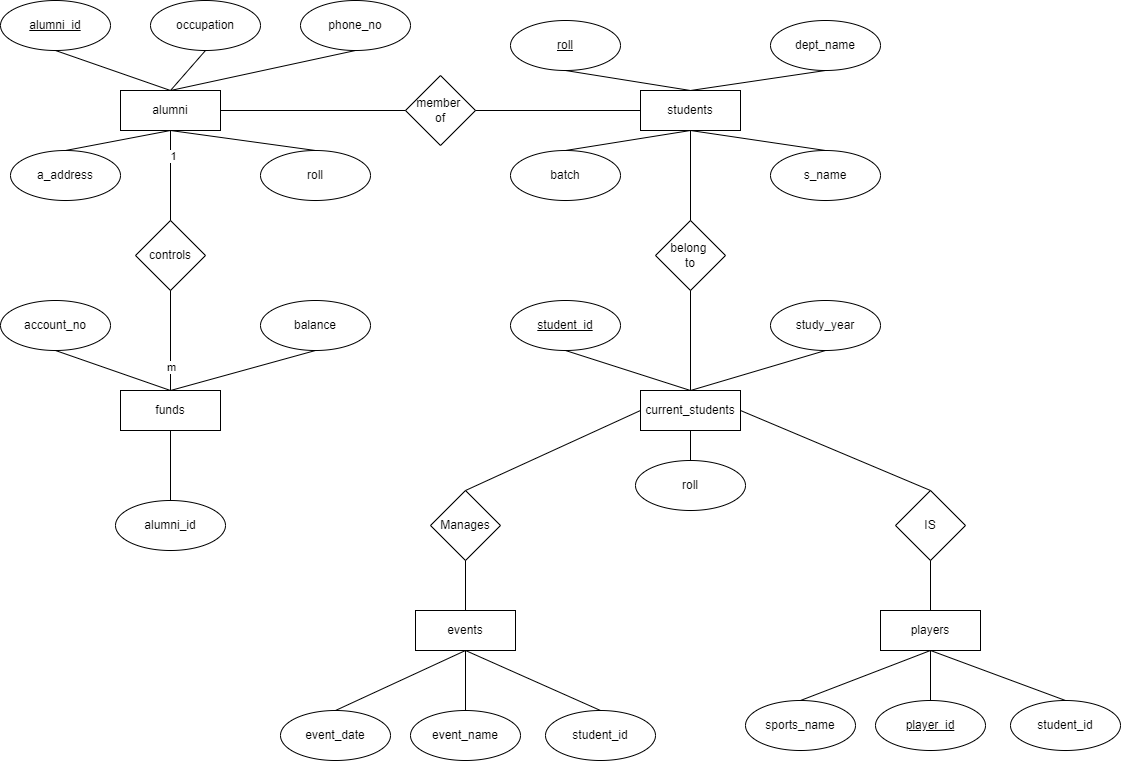 alumni_id
occupation
phone_no
roll
dept_name
alumni
member
of
students
1
a_address
roll
batch
s_name
controls
belong
to
account_no
balance
student_id
study_year
m
funds
current_students
roll
alumni_id
Manages
IS
events
players
event_date
event_name
student_id
sports_name
player_id
student_id